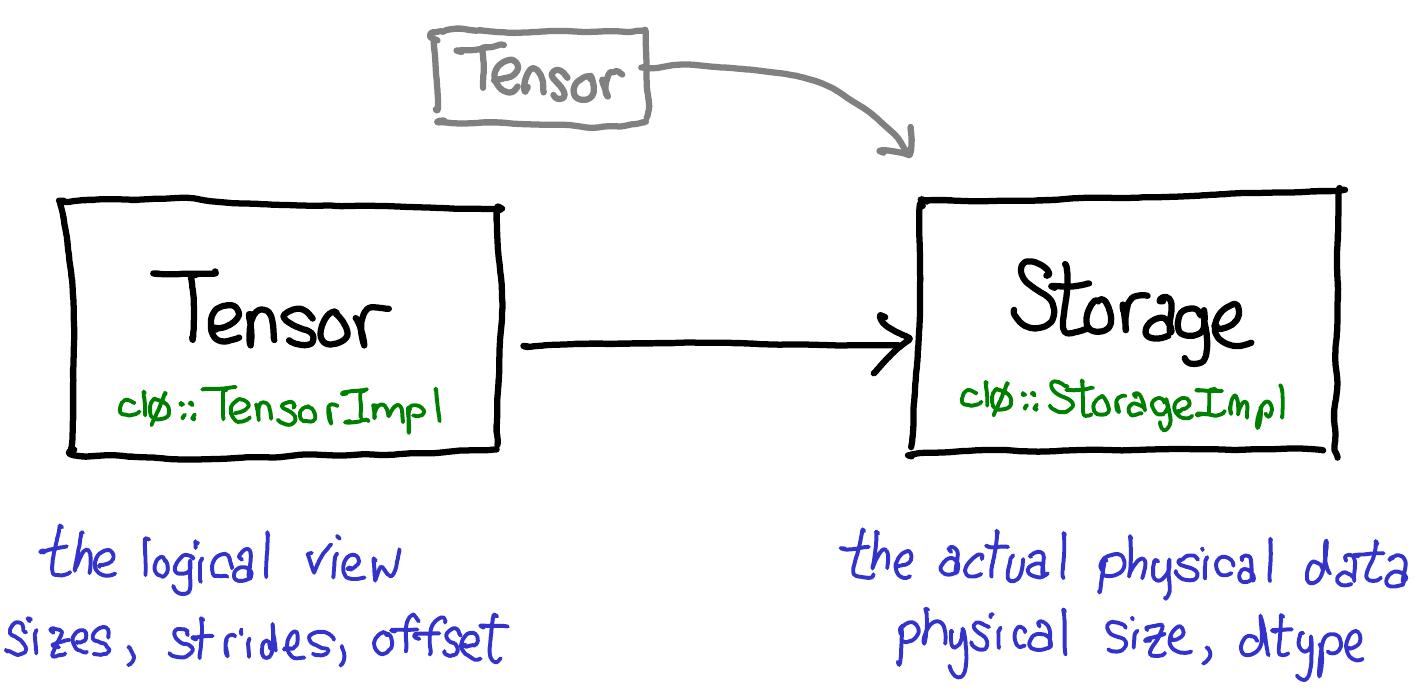 Tensor
Tensor
c10::TensorImpl
Storage
c10::StorageImpl
the logical view
sizes, strides, offset
the actual physical data
physical size, dtype